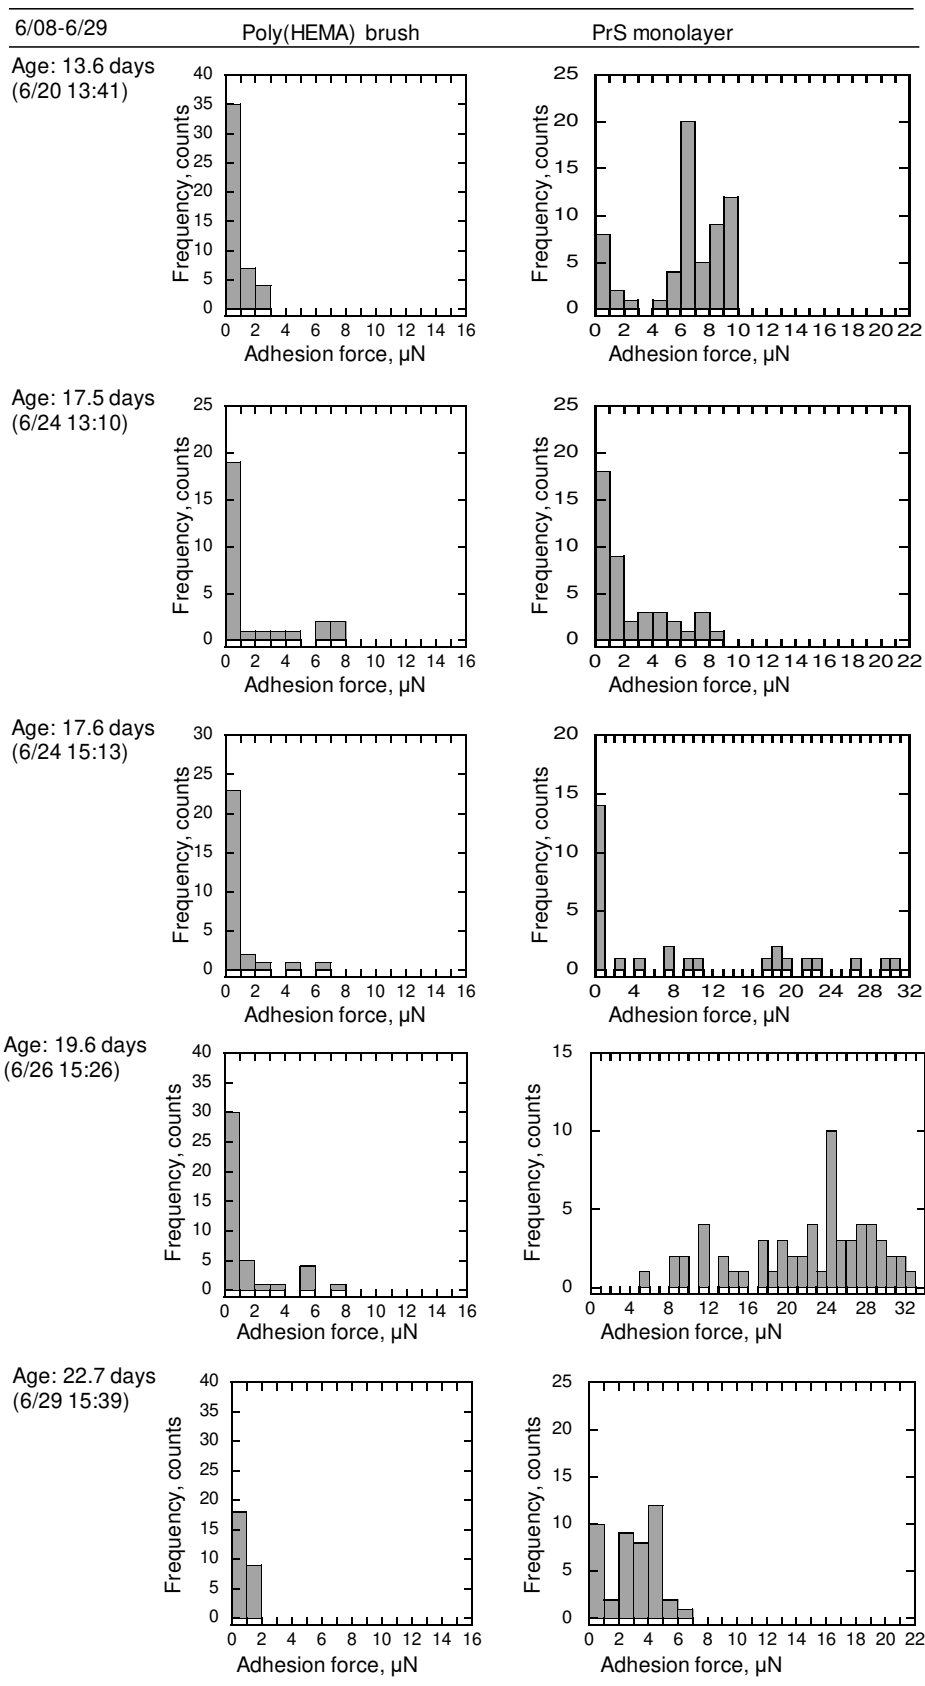 6/08-6/29 Poly(HEMA) brush PrS monolayer
Age: 13.6 days
(6/20 13:41)
Frequency, counts
40
35
30
25
20
15
10
5
0
0 2 4 6 8 10 12 14 16
Adhesion force, µN
Frequency, counts
25
20
15
10
5
0
0 2 4 6 8 10 12 14 16 18 20 22
Adhesion force, µN
Age: 17.5 days
(6/24 13:10)
Frequency, counts
25
20
15
10
5
0
0 2 4 6 8 10 12 14 16
Adhesion force, µN
Frequency, counts
25
20
15
10
5
0
0 2 4 6 8 10 12 14 16 18 20 22
Adhesion force, µN
Age: 17.6 days
(6/24 15:13)
Frequency, counts
30
25
20
15
10
5
0
0 2 4 6 8 10 12 14 16
Adhesion force, µN
Frequency, counts
20
15
10
5
0
0 4 8 12 16 20 24 28 32
Adhesion force, µN
Age: 19.6 days
(6/26 15:26)
Frequency, counts
40
35
30
25
20
15
10
5
0
0 2 4 6 8 10 12 14 16
Adhesion force, µN
Frequency, counts
15
10
5
0
0 4 8 12 16 20 24 28 32
Adhesion force, µN
Age: 22.7 days
(6/29 15:39)
Frequency, counts
40
35
30
25
20
15
10
5
0
0 2 4 6 8 10 12 14 16
Adhesion force, µN
Frequency, counts
25
20
15
10
5
0
0 2 4 6 8 10 12 14 16 18 20 22
Adhesion force, µN